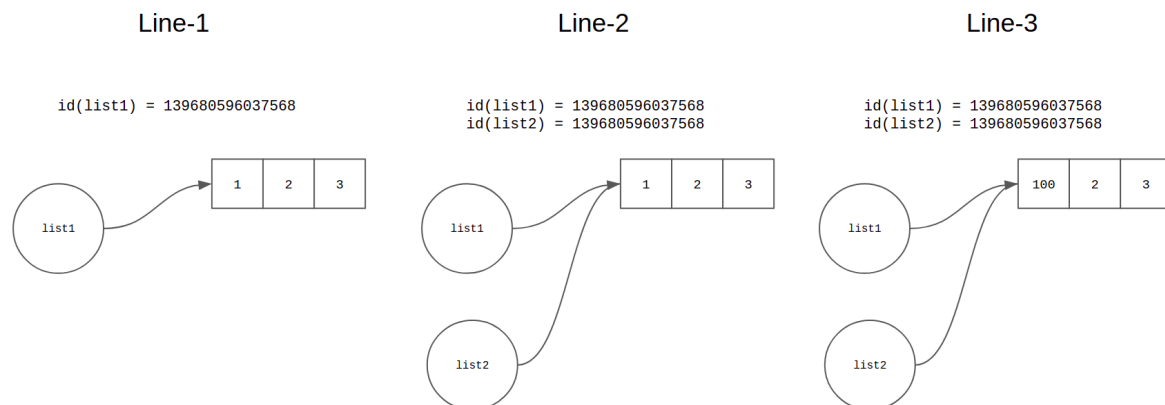 Line-1
id(list1) = 139680596037568
1 2 3
list1
Line-2
id(list1) = 139680596037568
id(list2) = 139680596037568
1 2 3
list1
list2
Line-3
id(list1) = 139680596037568
id(list2) = 139680596037568
100 2 3
list1
list2